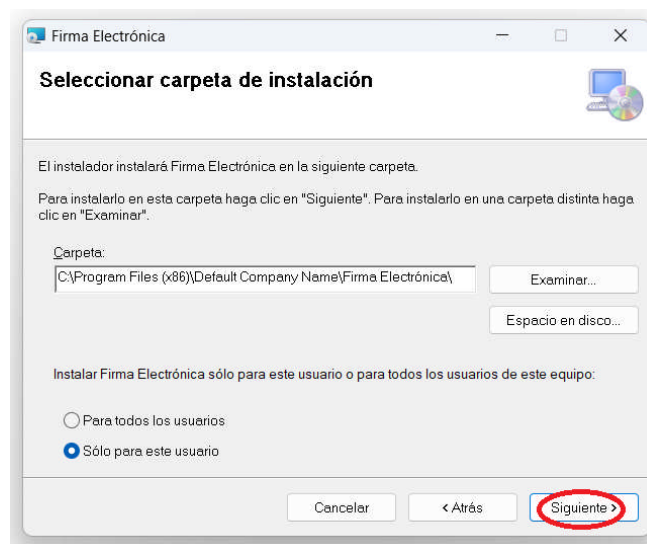 Firma Electrónica
Seleccionar carpeta de instalación
El instalador instalará Firma Electrónica en la siguiente carpeta.
Para instalarlo en esta carpeta haga clic en "Siguiente". Para instalarlo en una carpeta distinta haga
clic en "Examinar".
Carpeta:
C:\Program Files (x86)\Default Company Name\Firma Electrónica\
Examinar...
Espacio en disco...
Instalar Firma Electrónica sólo para este usuario o para todos los usuarios de este equipo:
Para todos los usuarios
Sólo para este usuario
Cancelar
< Atrás
Siguiente >